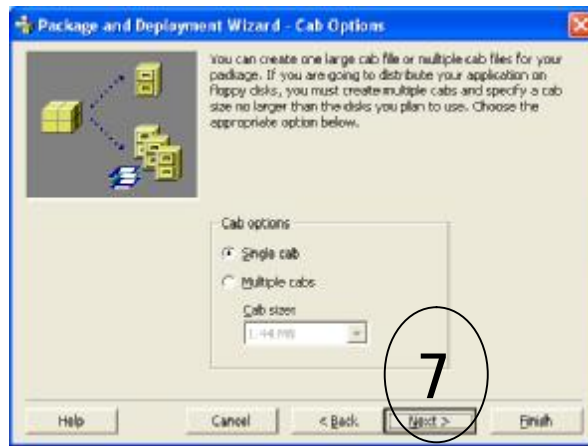 Package and Deployment Wizard - Cab Options
You can create one large cab file or multiple cab files for your
package. If you are going to distribute your application on
floppy disks, you must create multiple cabs and specify a cab
size no larger than the disks you plan to use. Choose the
appropriate option below.
Cab options
Single cab
Multiple cabs
Cab size:
1.44 MB
7
Help
Cancel
< Back
Next >
Finish